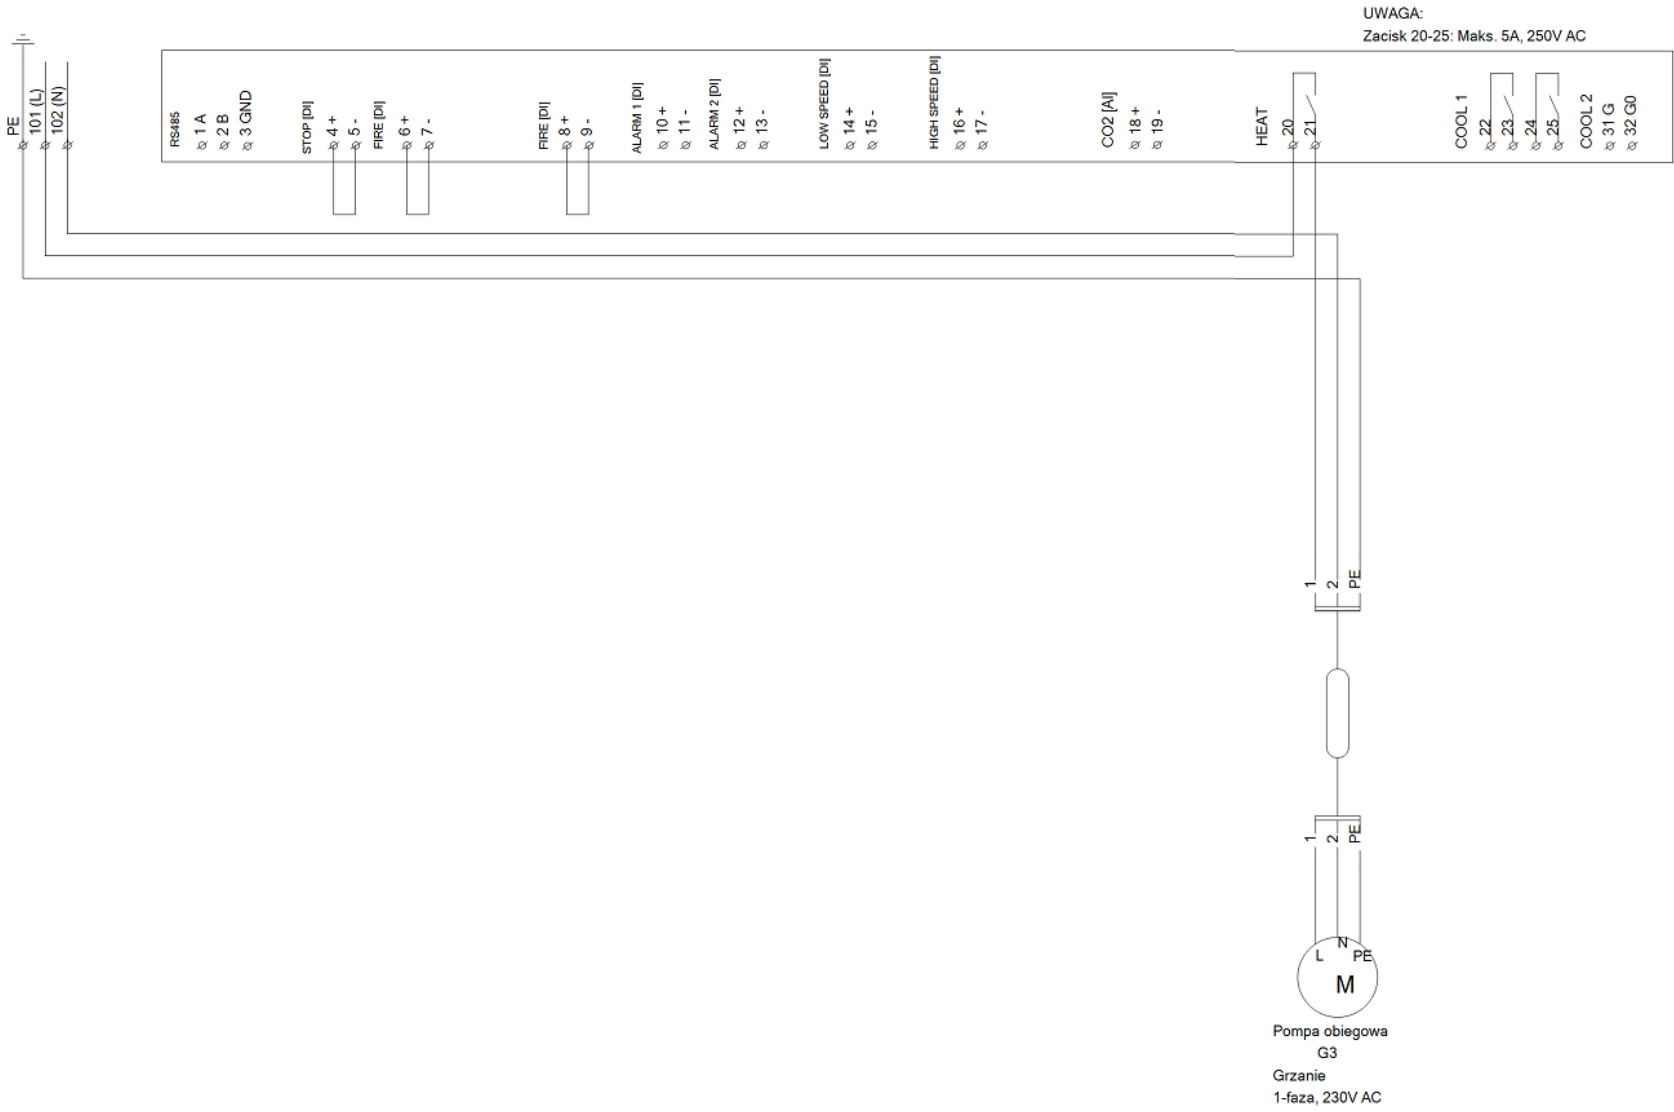 UWAGA:
Zacisk 20-25: Maks. 5A, 250V AC
PE
101 (L)
102 (N)
RS485
1 A
2 B
3 GND
STOP [DI]
4 +
5 -
FIRE [DI]
6 +
7 -
FIRE [DI]
8 +
9 -
ALARM 1 [DI]
10 +
11 -
ALARM 2 [DI]
12 +
13 -
LOW SPEED [DI]
14 +
15 -
HIGH SPEED [DI]
16 +
17 -
CO2 [AI]
18 +
19 -
HEAT
20
21
COOL 1
22
23
24
25
COOL 2
31 G
32 G0
1
2
PE
1
2
PE
L
N
PE
M
Pompa obiegowa
G3
Grzanie
1-faza, 230V AC